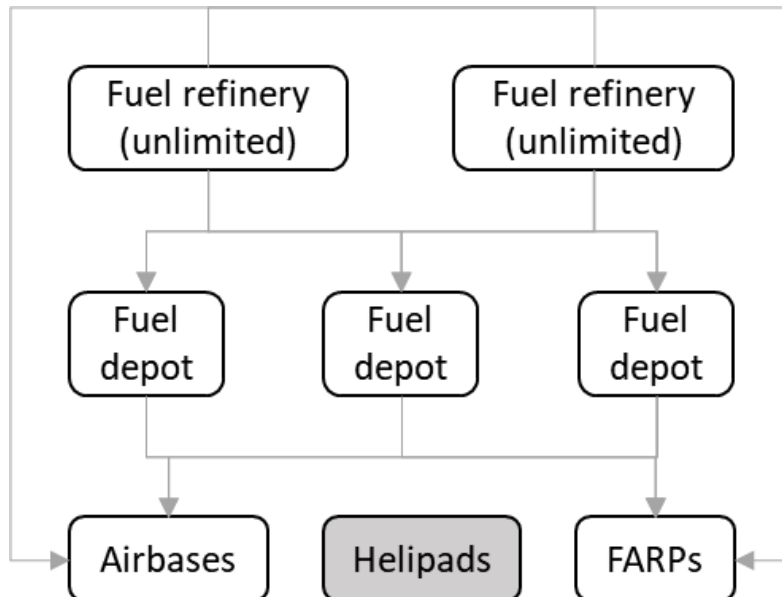 Fuel refinery
(unlimited)
Fuel refinery
(unlimited)
Fuel
depot
Fuel
depot
Fuel
depot
Airbases
Helipads
FARPs